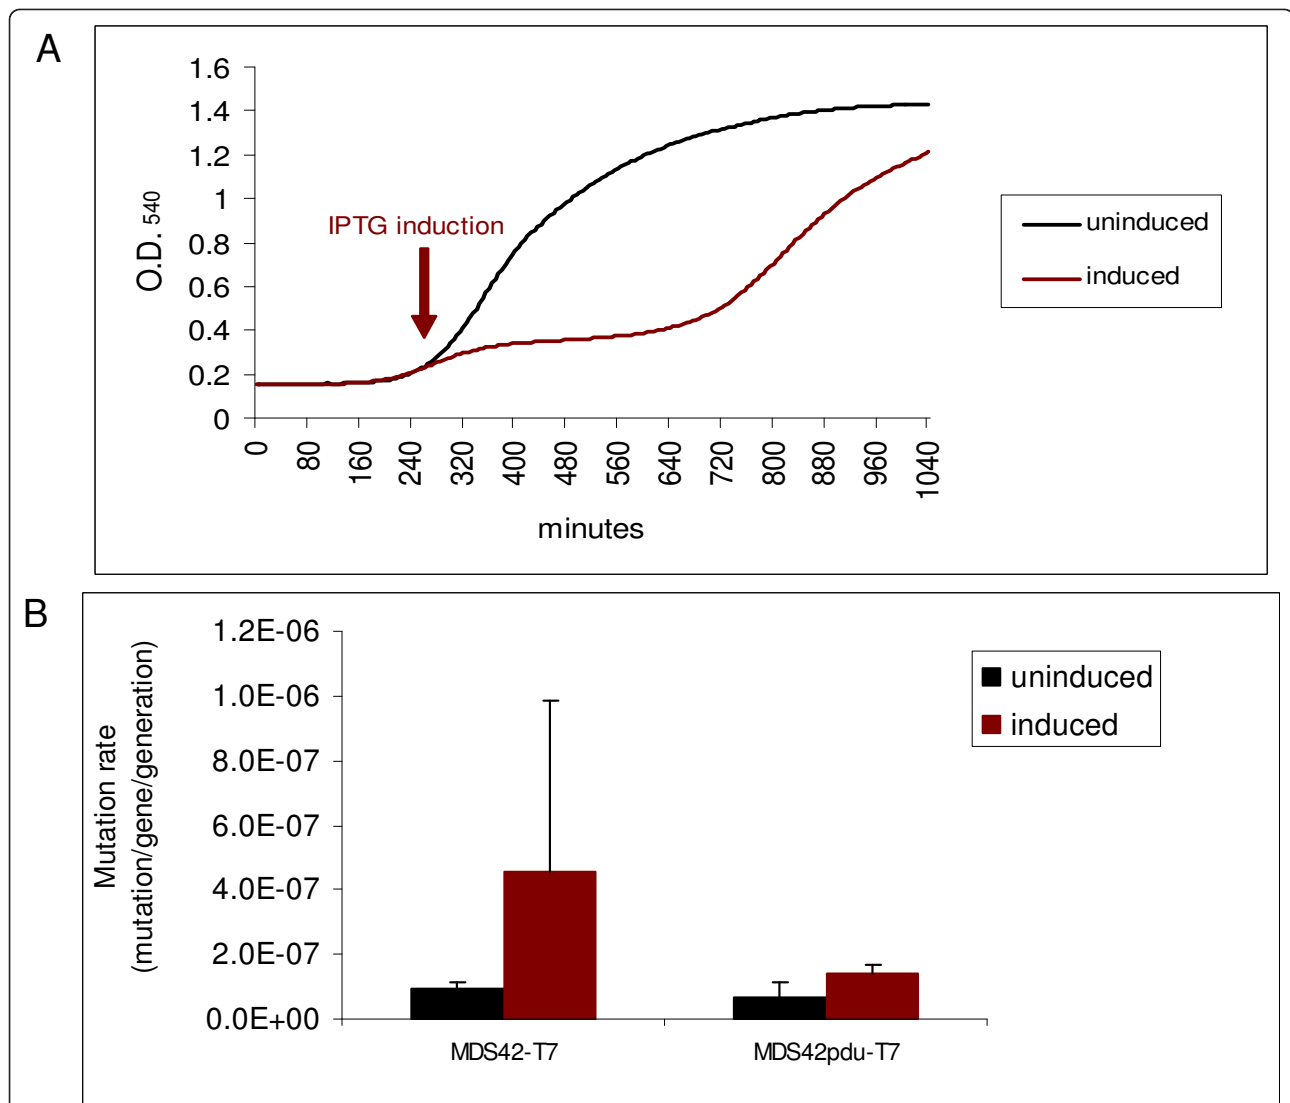 A
1.6
1.4
1.2
1
0.8
0.6
0.4
0.2
0
O.D. 540
IPTG induction
uninduced
induced
0 80 160 240 320 400 480 560 640 720 800 880 960 1040
minutes
B
1.2E-06
1.0E-06
8.0E-07
6.0E-07
4.0E-07
2.0E-07
0.0E+00
Mutation rate
(mutation/gene/generation)
uninduced
induced
MDS42-T7 MDS42pdu-T7